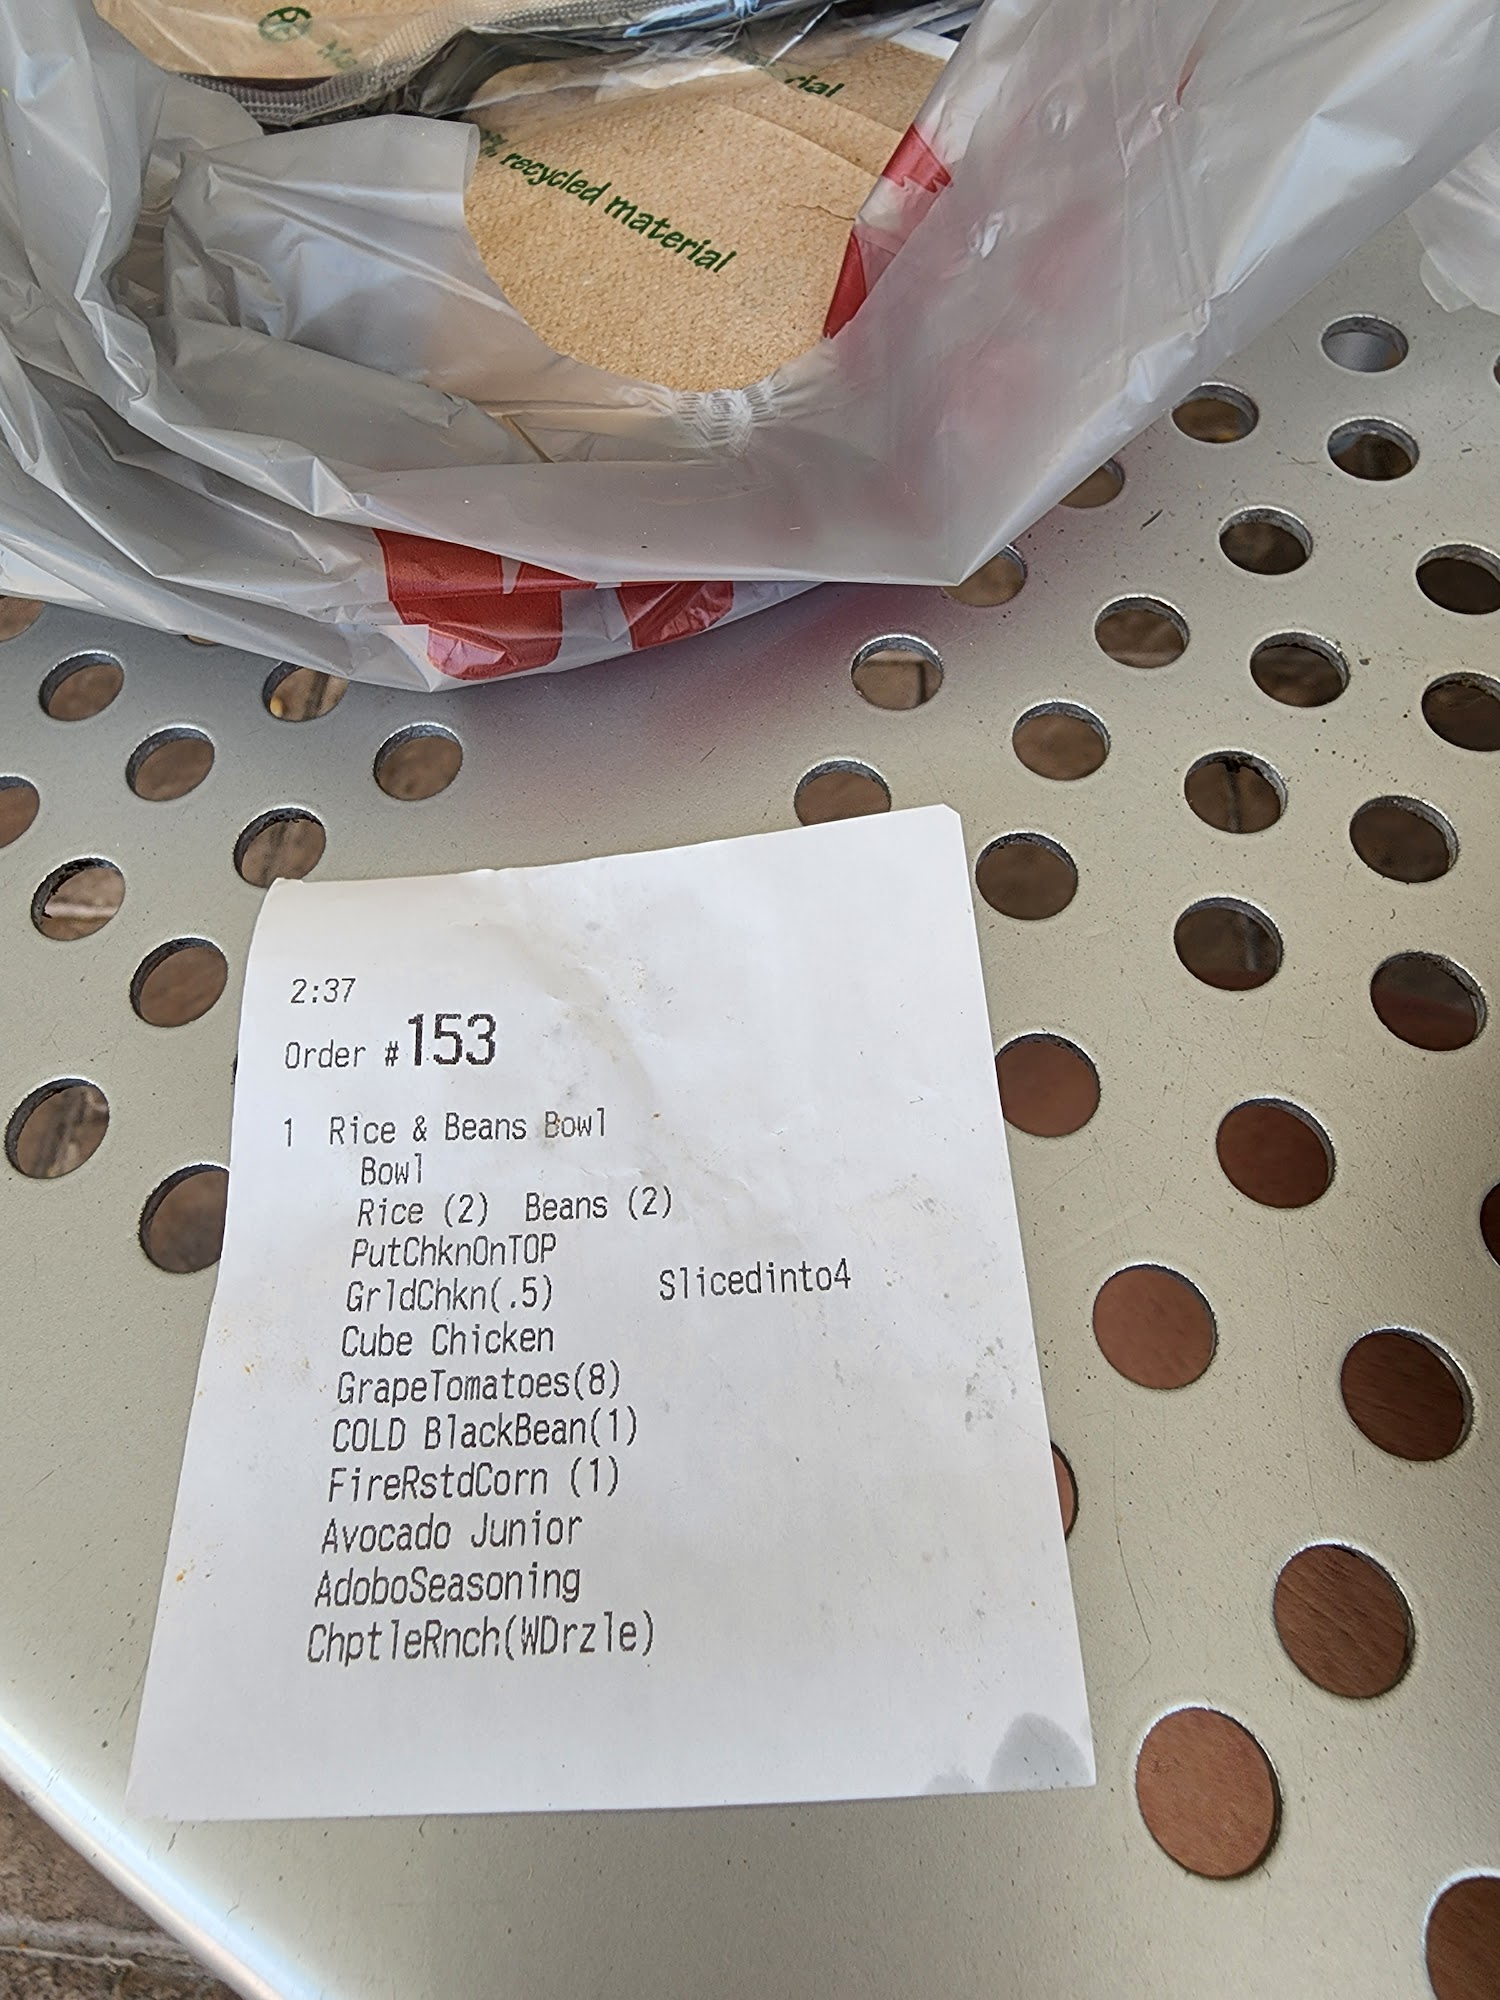 rial
% recycled material
2:37
Order #153
1 Rice & Beans Bowl
Bowl
Rice (2) Beans (2)
PutChknOnTOP
GrldChkn(.5) Slicedinto4
Cube Chicken
GrapeTomatoes(8)
COLD BlackBean(1)
FireRstdCorn (1)
Avocado Junior
AdoboSeasoning
ChptleRnch(WDrzle)